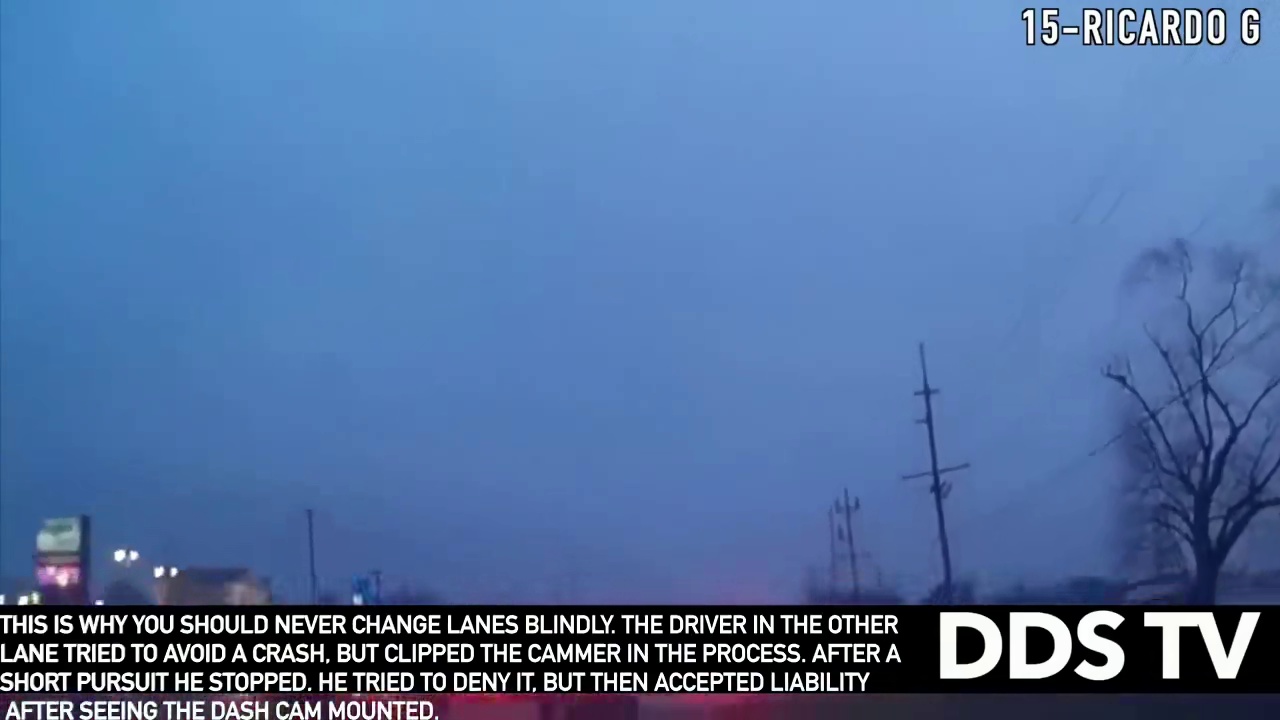 15-RICARDO G
THIS IS WHY YOU SHOULD NEVER CHANGE LANES BLINDLY. THE DRIVER IN THE OTHER
LANE TRIED TO AVOID A CRASH, BUT CLIPPED THE CAMMER IN THE PROCESS. AFTER A
SHORT PURSUIT HE STOPPED. HE TRIED TO DENY IT, BUT THEN ACCEPTED LIABILITY
AFTER SEEING THE DASH CAM MOUNTED.
DDS TV